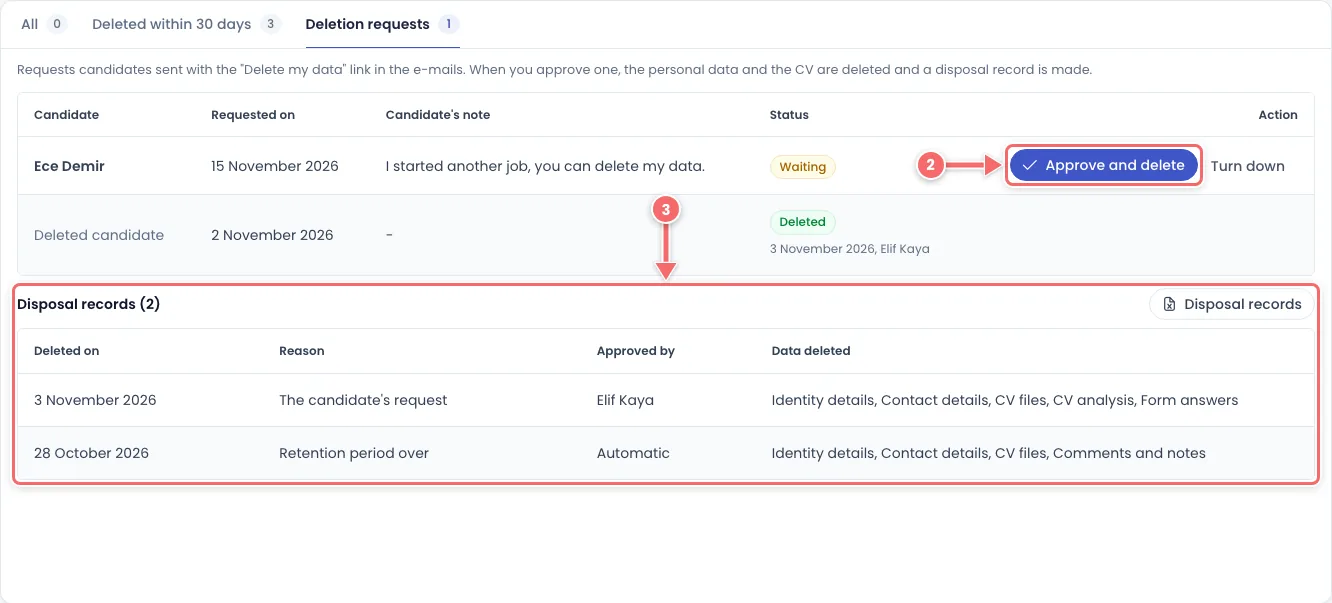 All 0 Deleted within 30 days 3 Deletion requests 1
Requests candidates sent with the "Delete my data" link in the e-mails. When you approve one, the personal data and the CV are deleted and a disposal record is made.
Candidate Requested on Candidate's note Status Action
Ece Demir 15 November 2026 I started another job, you can delete my data. Waiting 2 Approve and delete Turn down
3
Deleted candidate 2 November 2026 - Deleted
3 November 2026, Elif Kaya
Disposal records (2) Disposal records
Deleted on Reason Approved by Data deleted
3 November 2026 The candidate's request Elif Kaya Identity details, Contact details, CV files, CV analysis, Form answers
28 October 2026 Retention period over Automatic Identity details, Contact details, CV files, Comments and notes